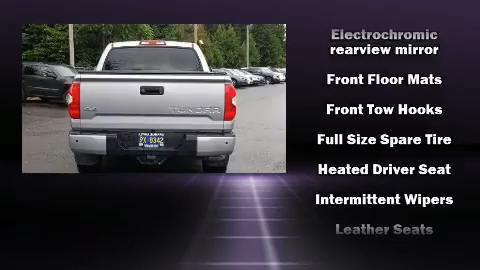 Electrochromic
rearview mirror
Front Floor Mats
Front Tow Hooks
Full Size Spare Tire
Heated Driver Seat
Intermittent Wipers
Leather Seats
TUNDRA